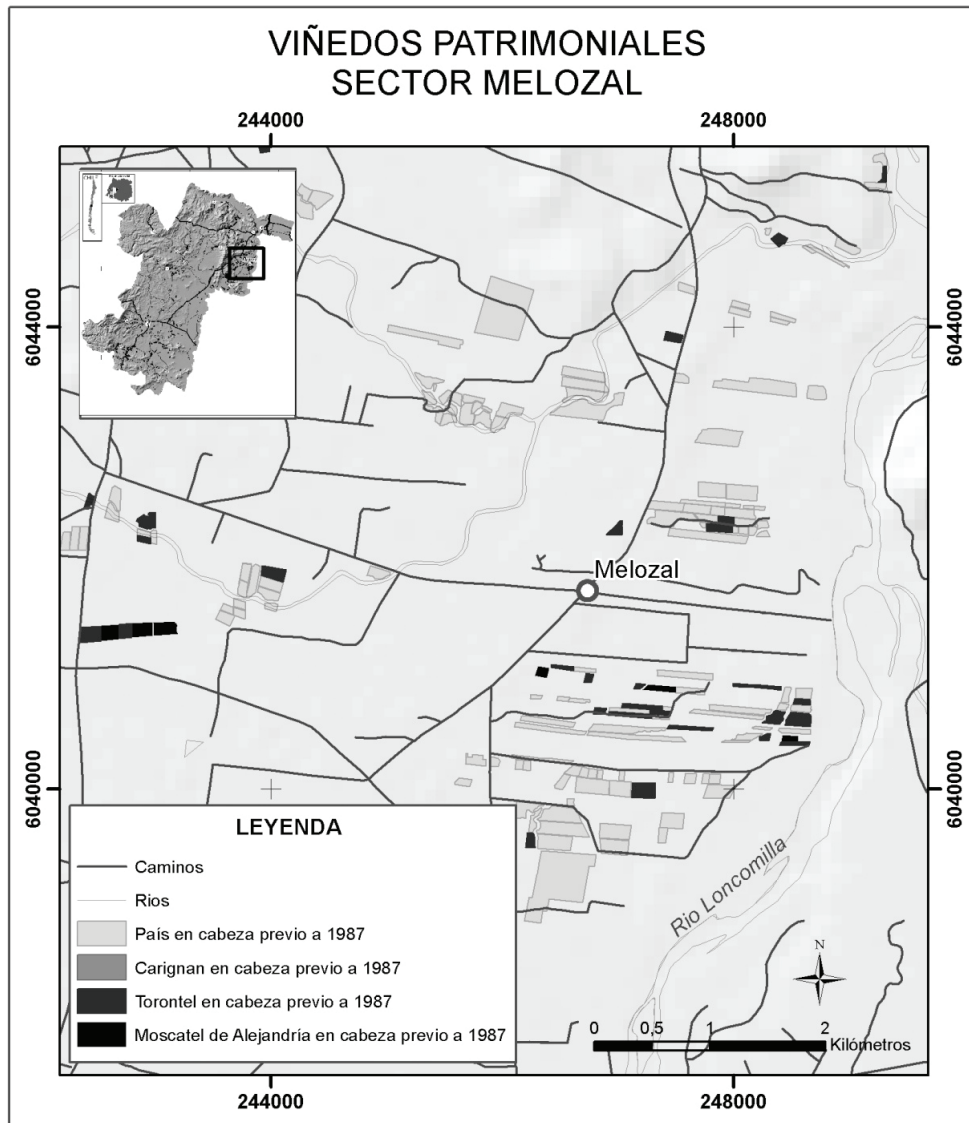 VIÑEDOS PATRIMONIALES
SECTOR MELOZAL
244000
248000
6044000
6044000
Melozal
6040000
6040000
LEYENDA
Caminos
Rios
País en cabeza previo a 1987
Carignan en cabeza previo a 1987
Torontel en cabeza previo a 1987
Moscatel de Alejandría en cabeza previo a 1987
Rio Loncomilla
N
0 0,5 1 2
Kilómetros
244000
248000